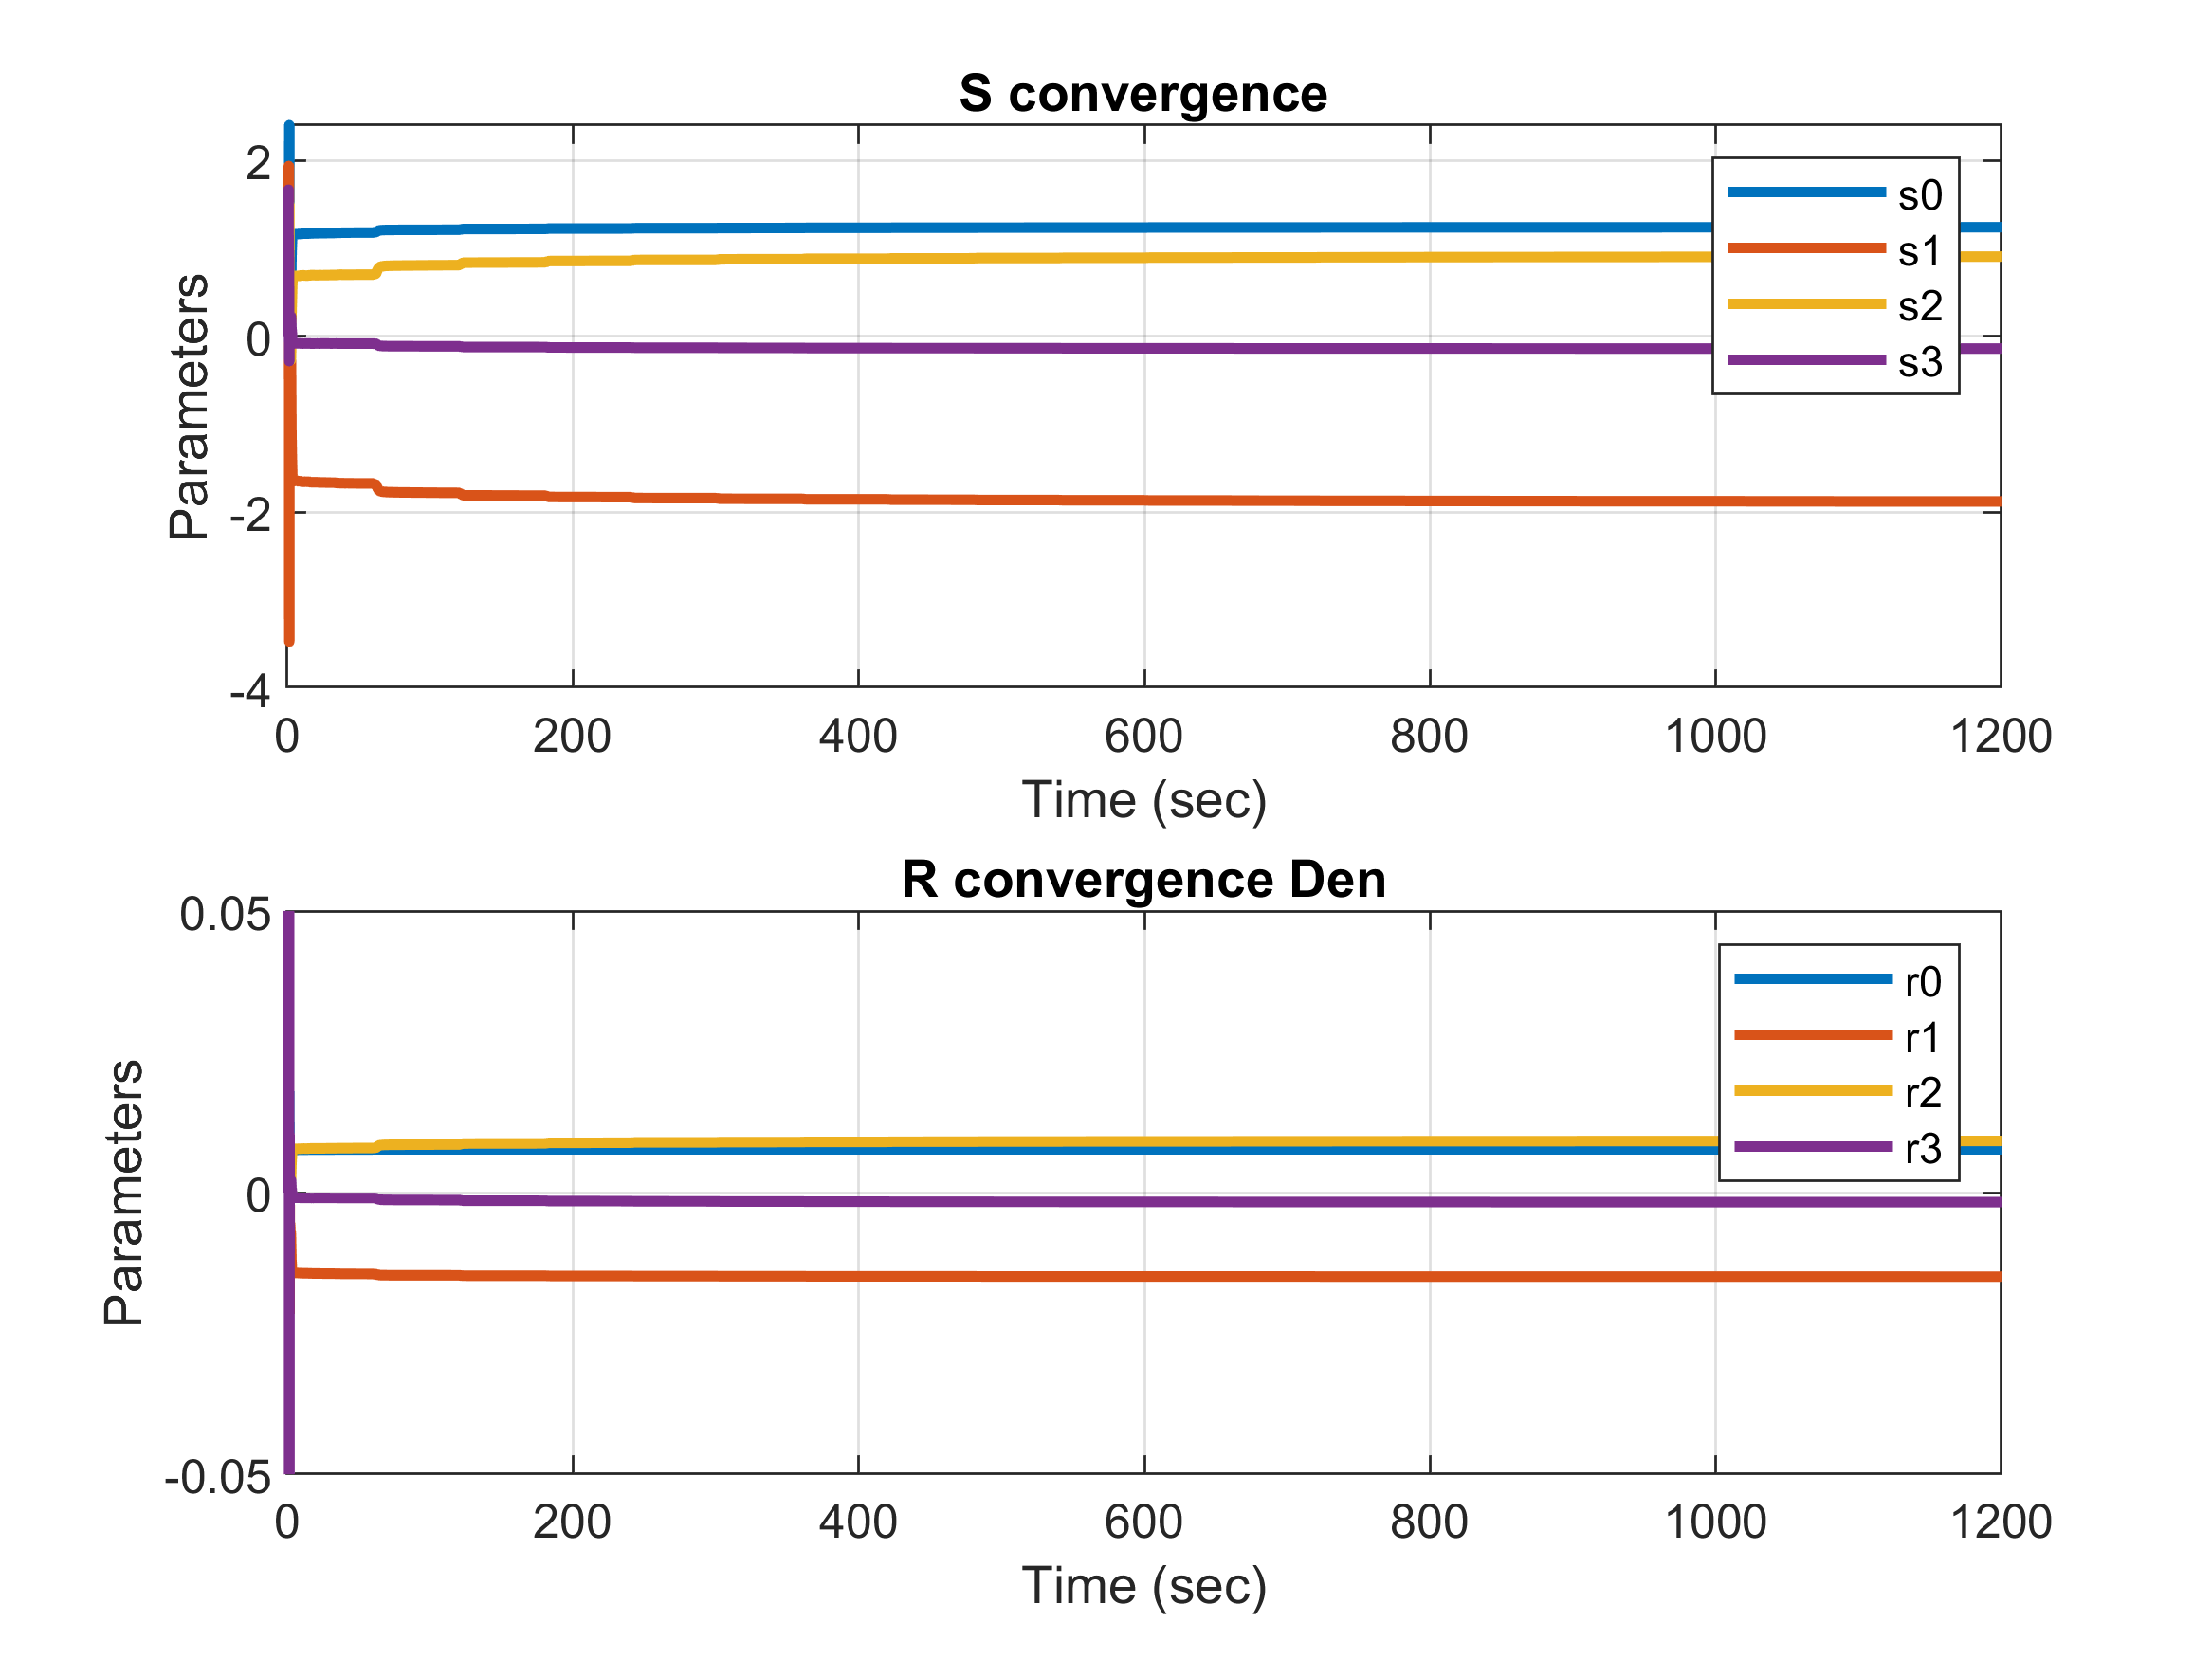 S convergence
2
0
-2
-4
Parameters
s0
s1
s2
s3
0 200 400 600 800 1000 1200
Time (sec)
R convergence Den
0.05
0
-0.05
Parameters
r0
r1
r2
r3
0 200 400 600 800 1000 1200
Time (sec)